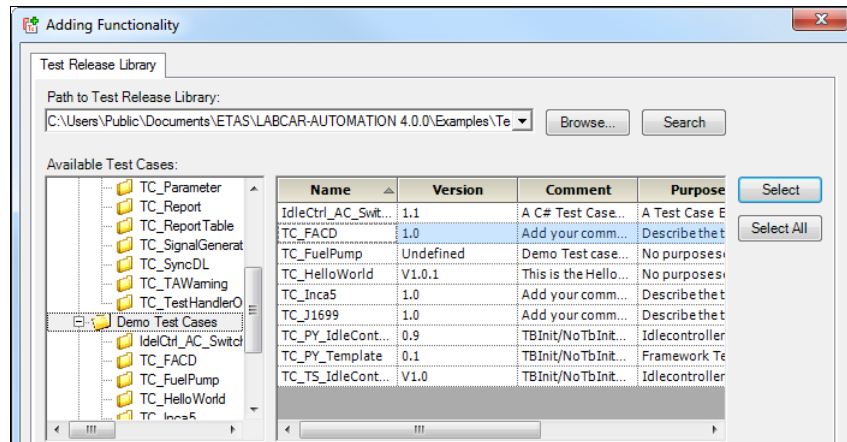 Adding Functionality
Test Release Library
Path to Test Release Library:
C:\Users\Public\Documents\ETAS\LABCAR-AUTOMATION 4.0.0\Examples\Te
Browse...
Search
Available Test Cases:
TC_Parameter
TC_Report
TC_ReportTable
TC_SignalGenerat
TC_SyncDL
TC_TAWarning
TC_TestHandlerO
Demo Test Cases
IdelCtrl_AC_Switch
TC_FACD
TC_FuelPump
TC_HelloWorld
TC_Inca5
Name Version Comment Purpose
IdleCtrl_AC_Swit... 1.1 A C# Test Case... A Test Case E
TC_FACD 1.0 Add your comm... Describe the t
TC_FuelPump Undefined Demo Test case... No purposes
TC_HelloWorld V1.0.1 This is the Hello... No purposes
TC_Inca5 1.0 Add your comm... Describe the t
TC_J1699 1.0 Add your comm... Describe the t
TC_PY_IdleCont... 0.9 TBInit/NoTbInit... Idlecontroller
TC_PY_Template 0.1 TBInit/NoTbInit... Framework Te
TC_TS_IdleCont... V1.0 TBInit/NoTbInit... Idlecontroller
Select
Select All